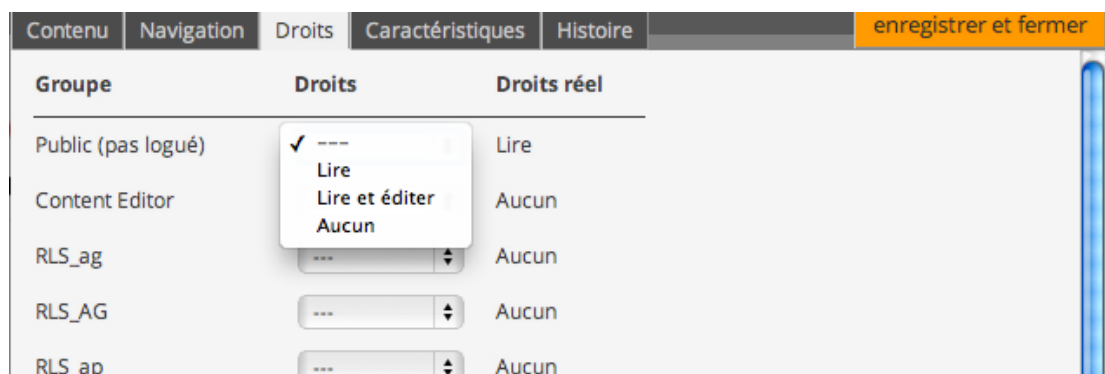 Contenu Navigation Droits Caractéristiques Histoire enregistrer et fermer
Groupe Droits Droits réel
Public (pas logué) ✓ --- Lire
Lire
Content Editor Lire et éditer Aucun
Aucun
RLS_ag --- Aucun
RLS_AG --- Aucun
RLS_ap --- Aucun